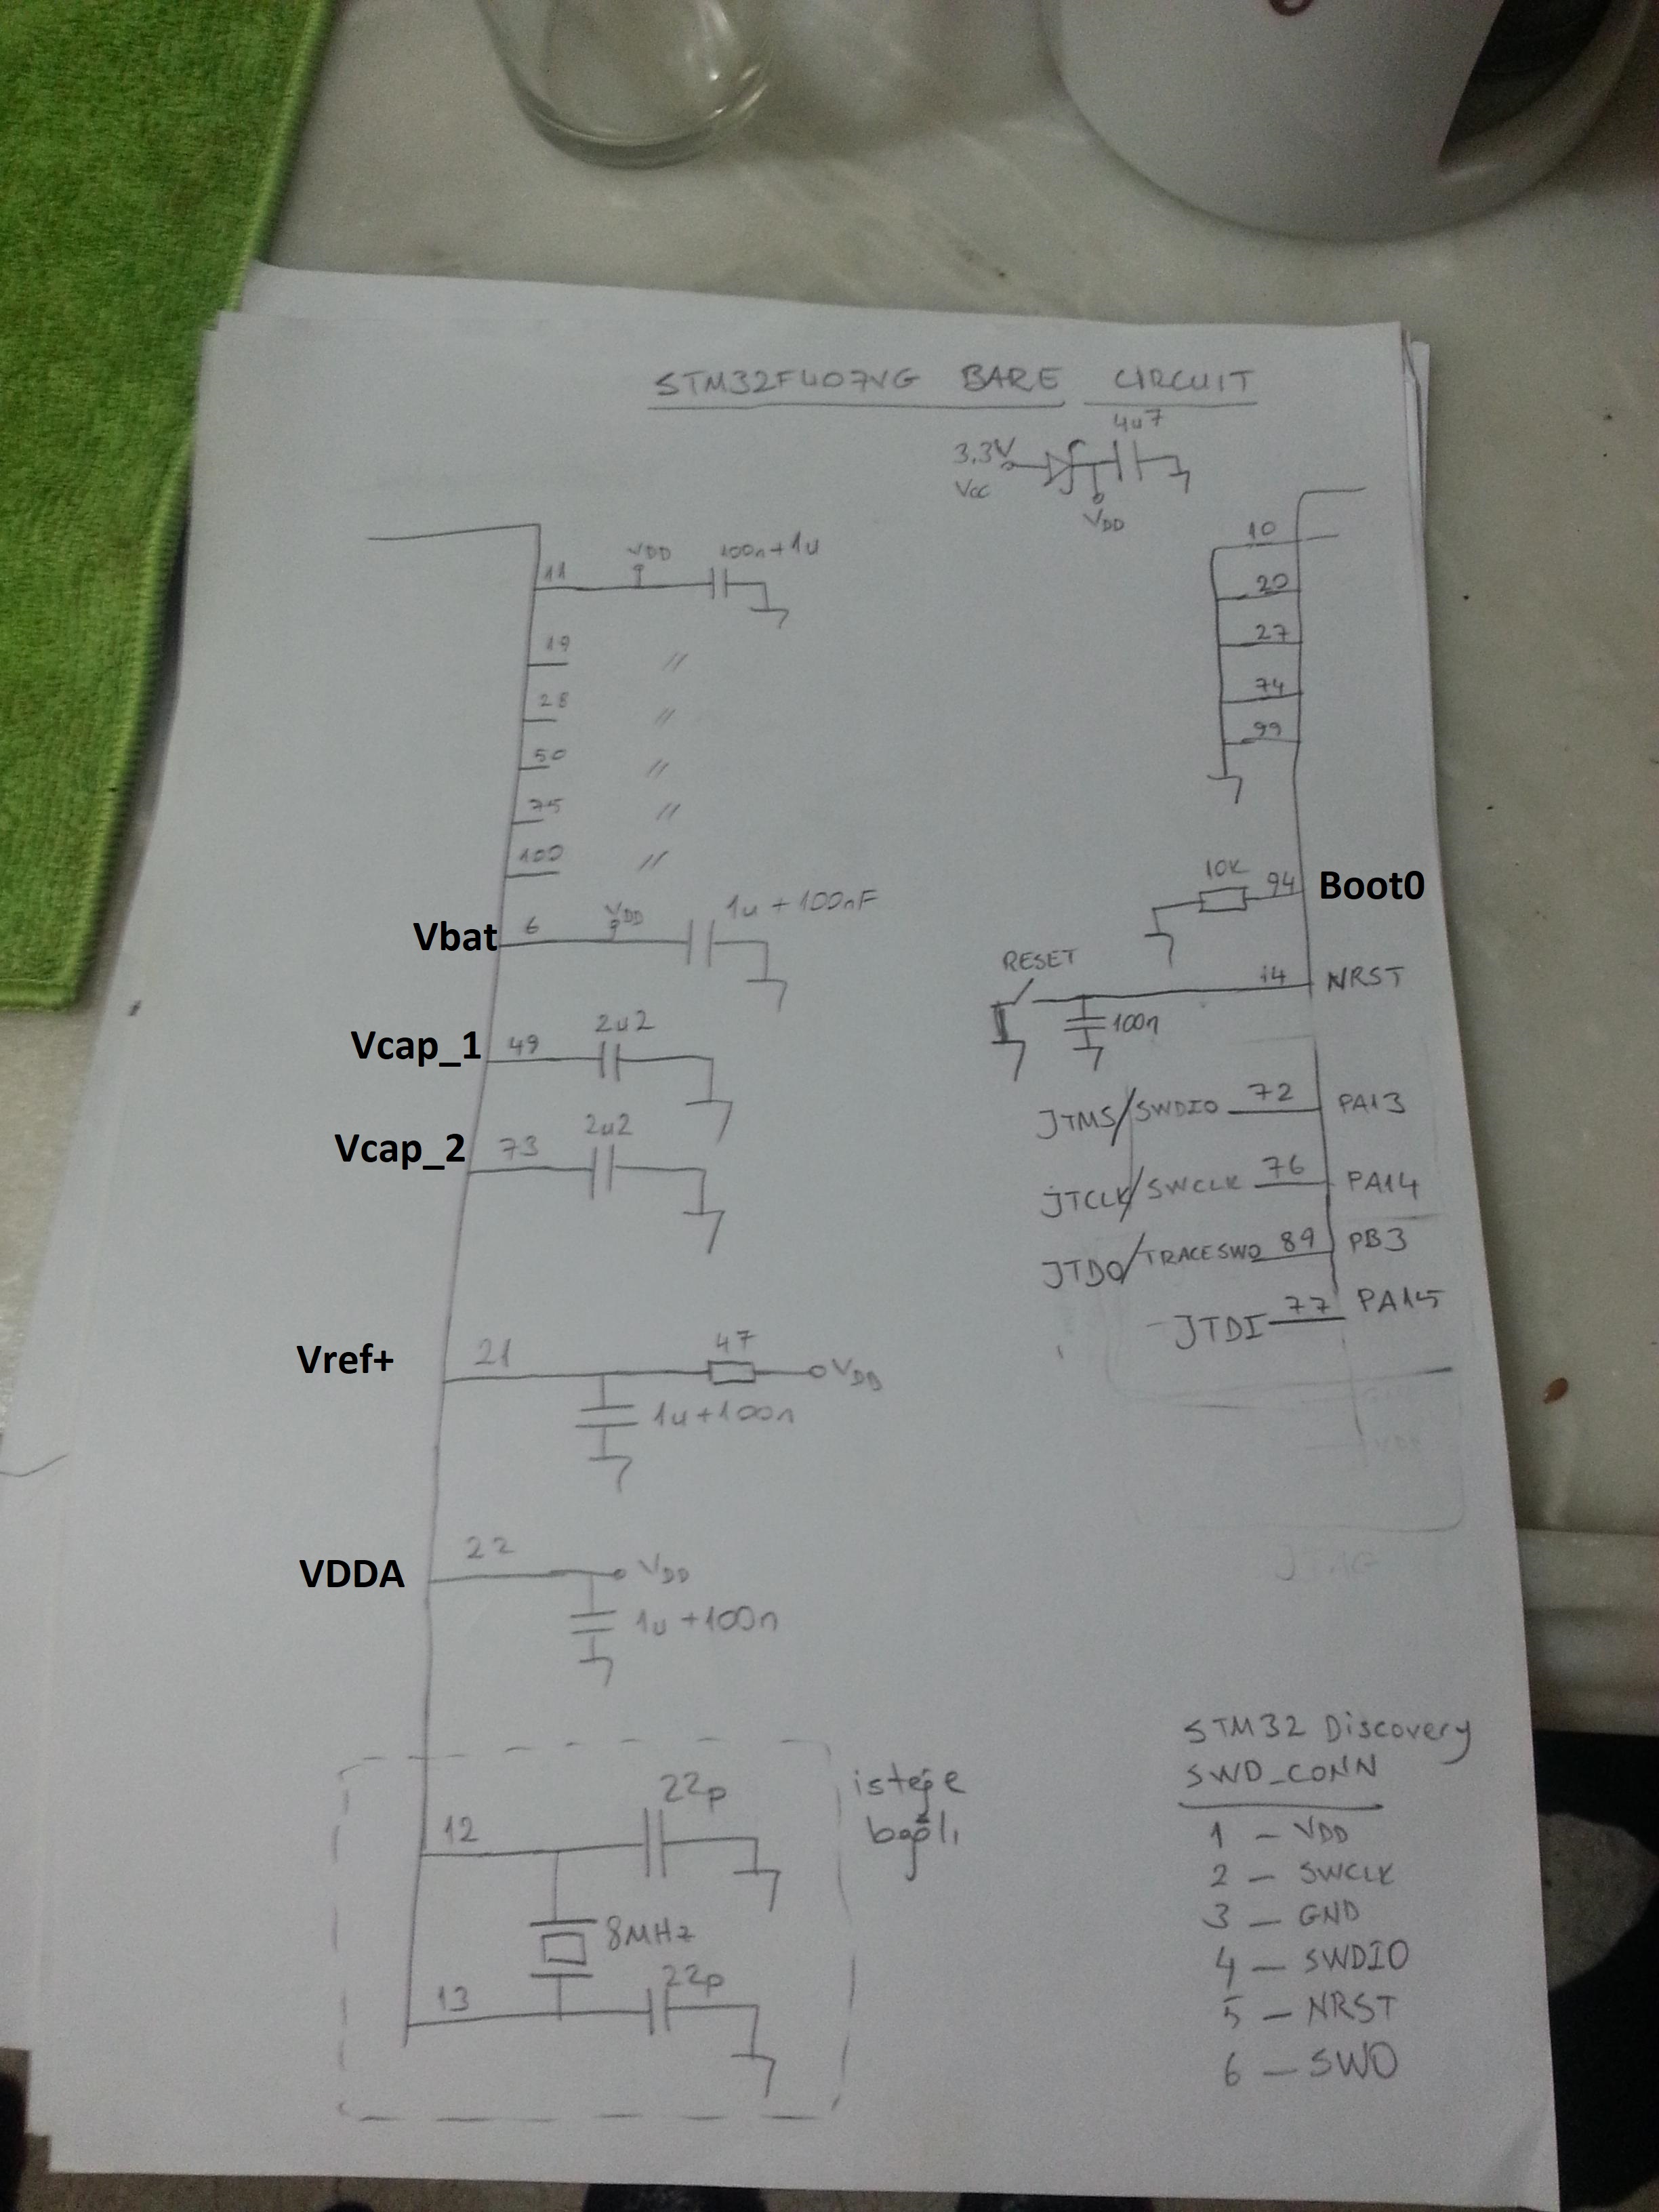 STM32F407VG BARE CIRCUIT
4u7
3.3V
Vcc
VDD
11 VDD 100n+1u
19 //
28 //
50 //
75 //
100 //
Vbat 6 VDD 1u + 100nF
Vcap_1 49 2u2
Vcap_2 73 2u2
Vref+ 21 47 VDD
1u+100n
VDDA 22 VDD
1u+100n
12 22p
8MHz
13 22p
isteğe
bağlı
10
20
27
74
99
10K 94 Boot0
RESET 14 NRST
100n
JTMS/SWDIO 72 PA13
JTCLK/SWCLK 76 PA14
JTDO/TRACESWO 89 PB3
JTDI 77 PA15
JTAG
STM32 Discovery
SWD_CONN
1 - VDD
2 - SWCLK
3 - GND
4 - SWDIO
5 - NRST
6 - SWO